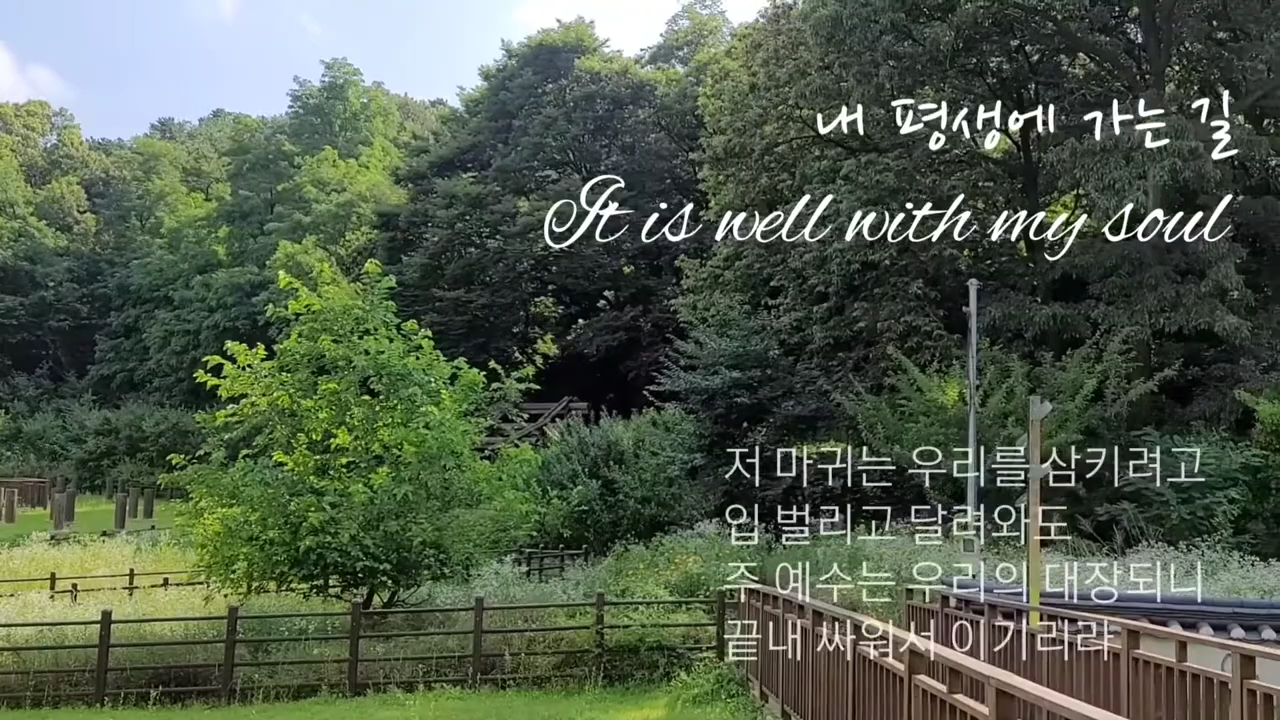 내 평생에 가는 길
It is well with my soul
저 마귀는 우리를 삼키려고
입 벌리고 달려와도
주 예수는 우리의 대장되니
끝내 싸워서 이기리라